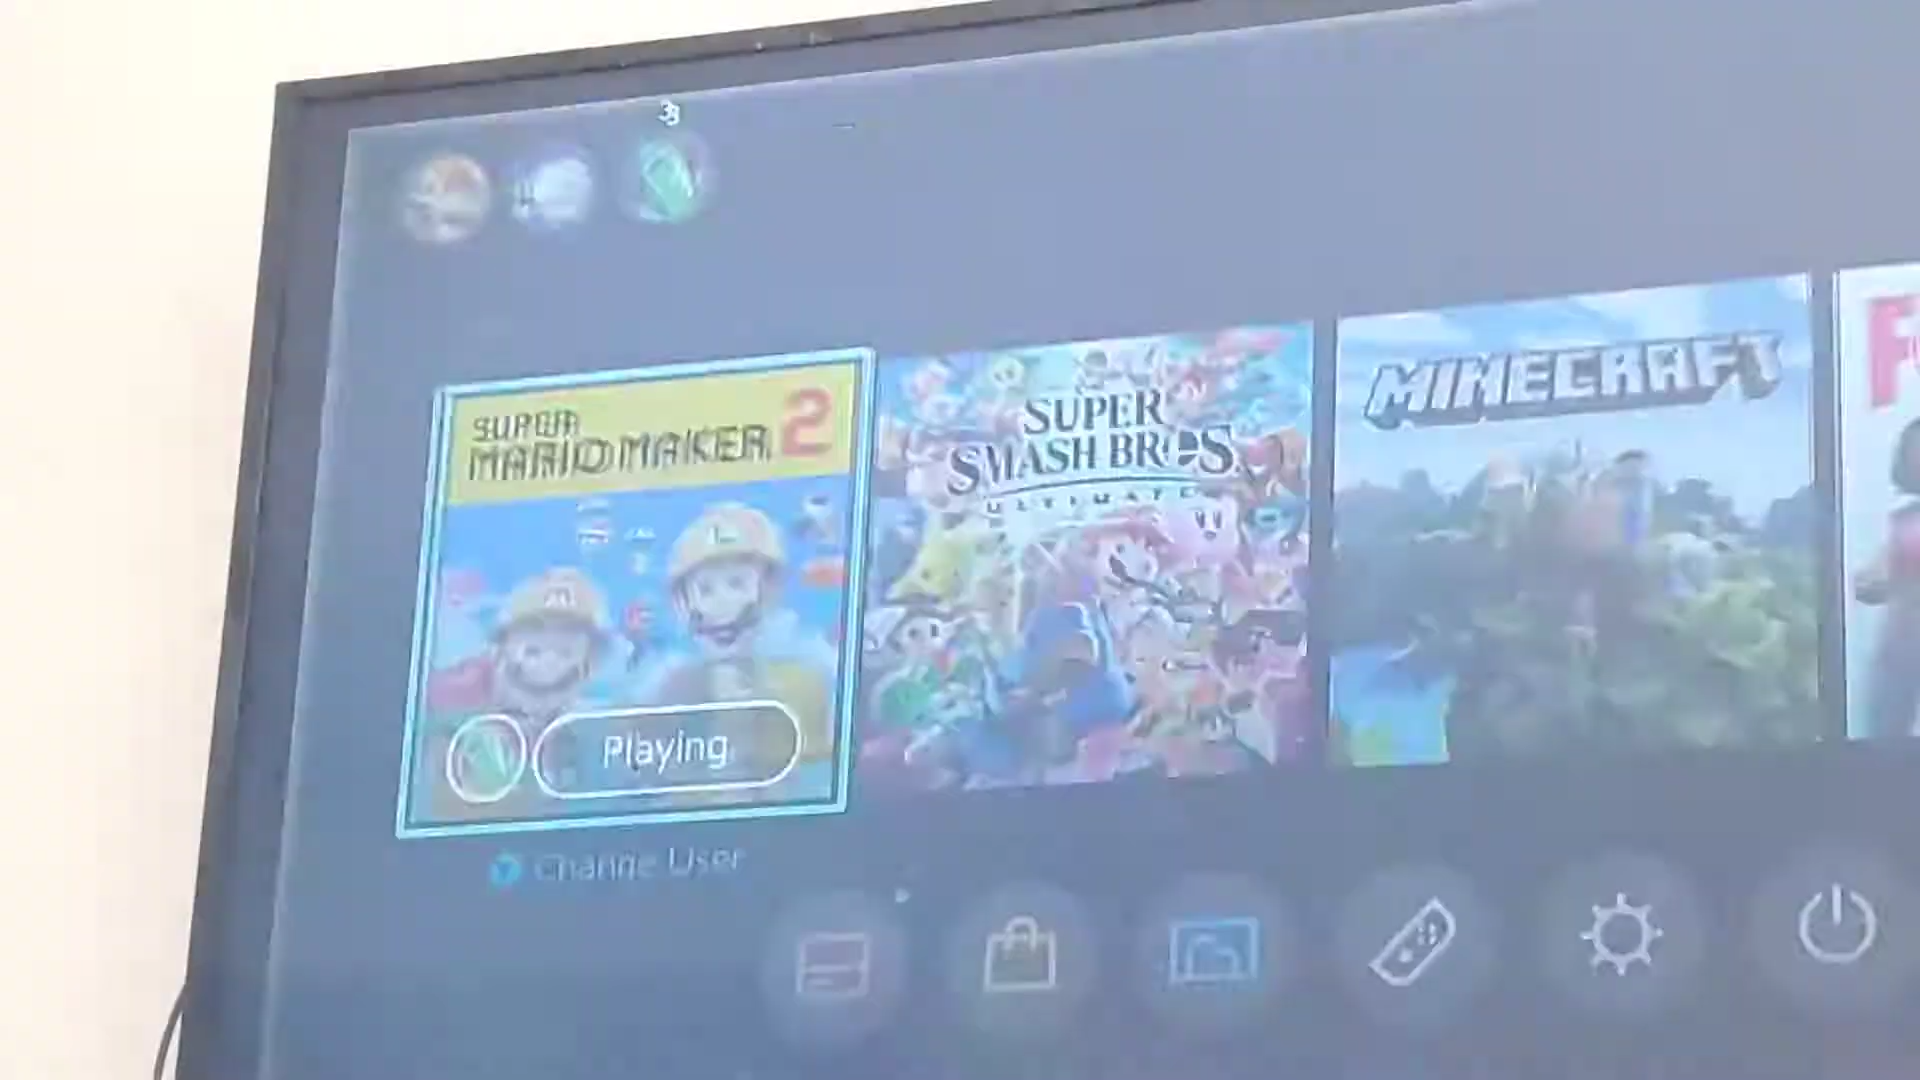 SUPER
MARIO MAKER 2
SUPER
SMASH BROS.
ULTIMATE
MINECRAFT
F
Playing
Y Change User